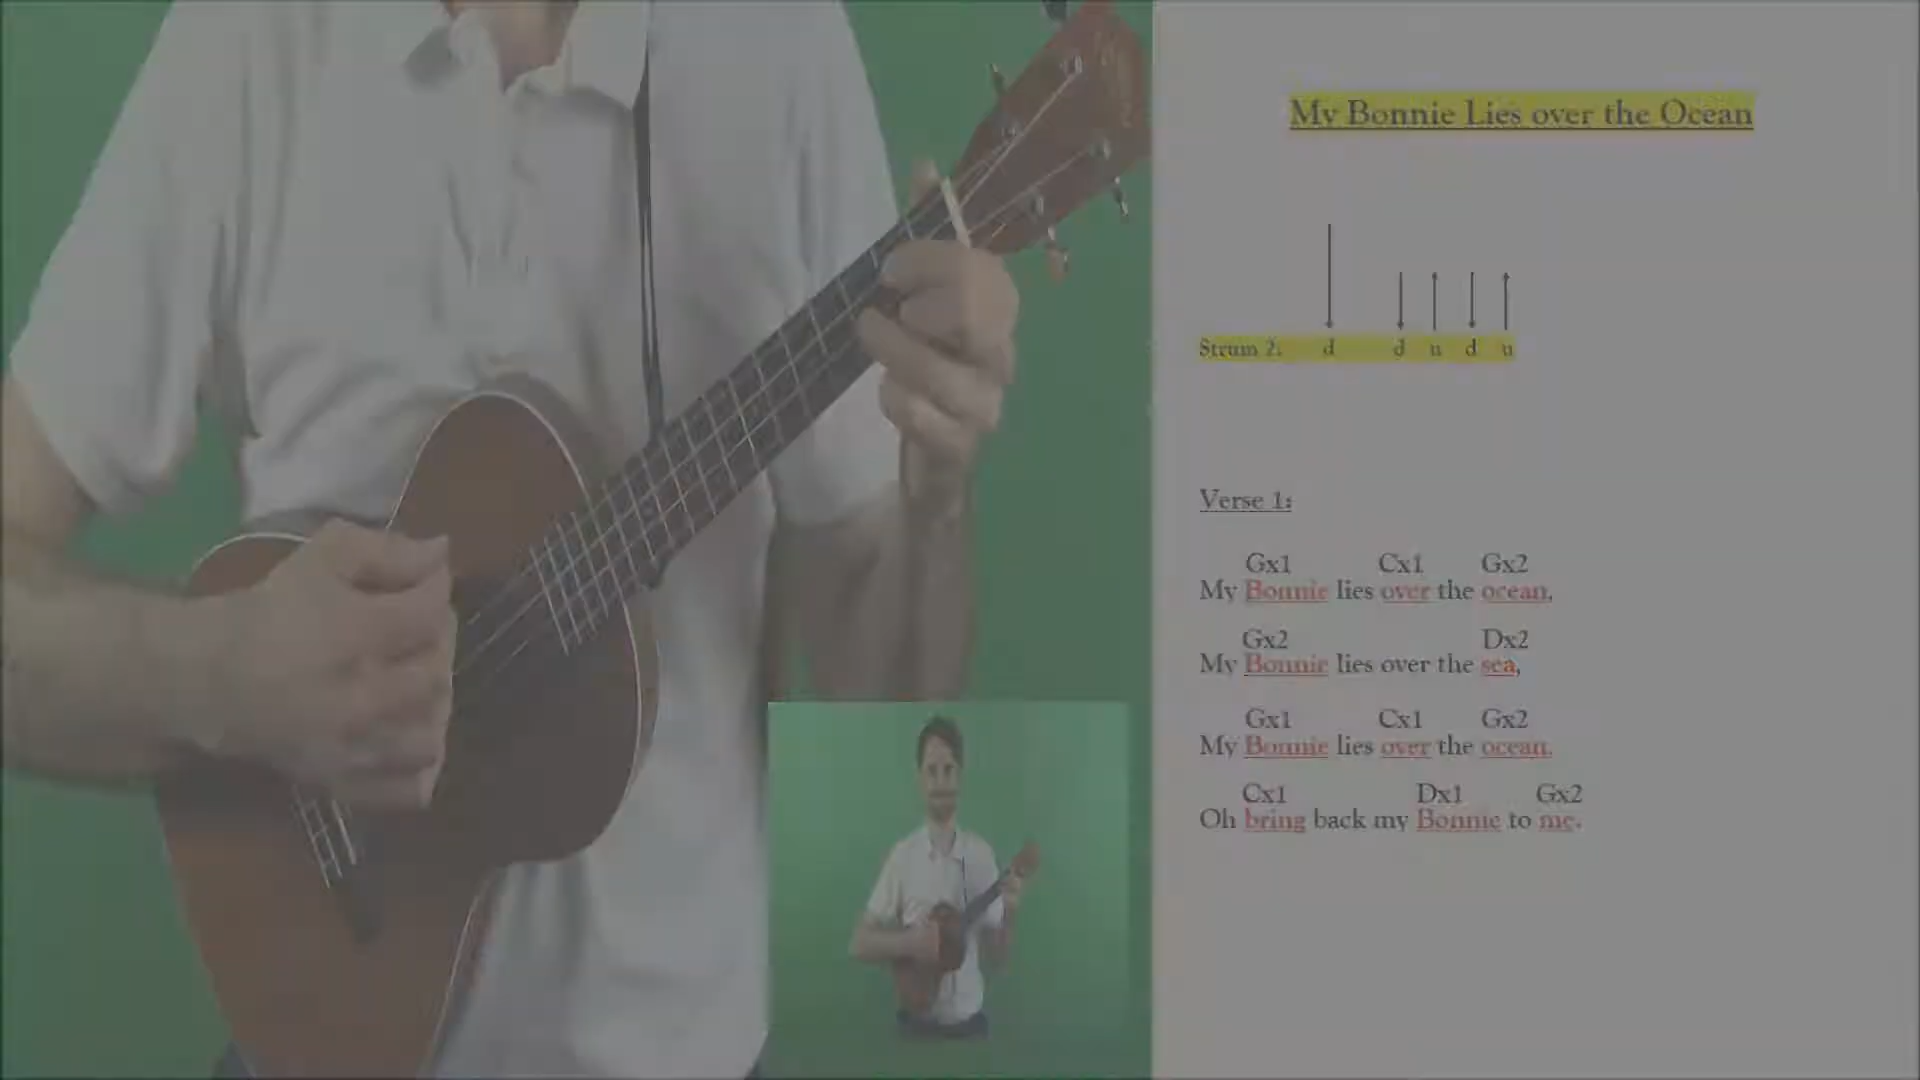 My Bonnie Lies over the Ocean
Strum 2. d d u d u
Verse 1:
Gx1 Cx1 Gx2
My Bonnie lies over the ocean,
Gx2 Dx2
My Bonnie lies over the sea,
Gx1 Cx1 Gx2
My Bonnie lies over the ocean,
Cx1 Dx1 Gx2
Oh bring back my Bonnie to me.